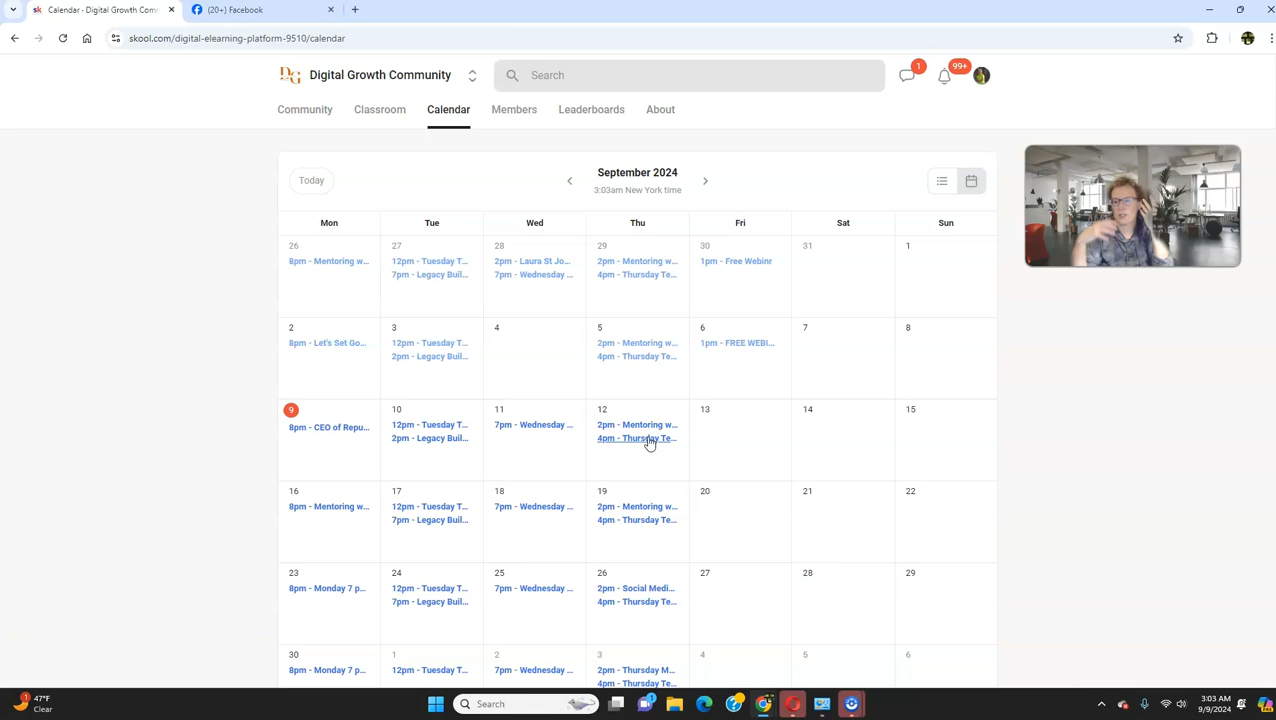 Calendar · Digital Growth Comm
(20+) Facebook
skool.com/digital-elearning-platform-9510/calendar
DG Digital Growth Community
Search
1
99+
Community Classroom Calendar Members Leaderboards About
Today
September 2024
3:03am New York time
Mon Tue Wed Thu Fri Sat Sun
26 27 28 29 30 31 1
8pm - Mentoring w... 12pm - Tuesday T... 2pm - Laura St Jo... 2pm - Mentoring w... 1pm - Free Webinr
7pm - Legacy Buil... 7pm - Wednesday ... 4pm - Thursday Te...
2 3 4 5 6 7 8
8pm - Let's Set Go... 12pm - Tuesday T... 2pm - Mentoring w... 1pm - FREE WEBI...
2pm - Legacy Buil... 4pm - Thursday Te...
9 10 11 12 13 14 15
8pm - CEO of Repu... 12pm - Tuesday T... 7pm - Wednesday ... 2pm - Mentoring w...
2pm - Legacy Buil... 4pm - Thursday Te...
16 17 18 19 20 21 22
8pm - Mentoring w... 12pm - Tuesday T... 7pm - Wednesday ... 2pm - Mentoring w...
7pm - Legacy Buil... 4pm - Thursday Te...
23 24 25 26 27 28 29
8pm - Monday 7 p... 12pm - Tuesday T... 7pm - Wednesday ... 2pm - Social Medi...
7pm - Legacy Buil... 4pm - Thursday Te...
30 1 2 3 4 5 6
8pm - Monday 7 p... 12pm - Tuesday T... 7pm - Wednesday ... 2pm - Thursday M...
4pm - Thursday Te...
1
47°F
Clear
Search
1
3:03 AM
9/9/2024